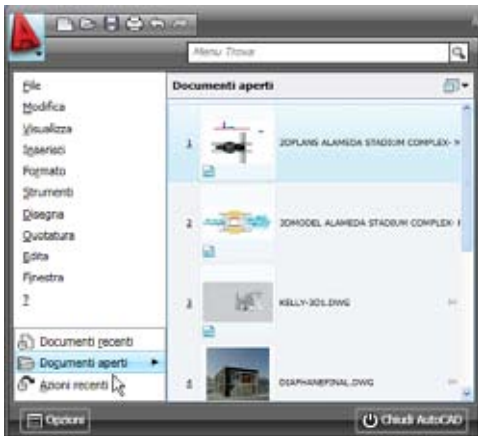 Menu Trova
File
Modifica
Visualizza
Inserisci
Formato
Strumenti
Disegna
Quotatura
Edita
Finestra
?
Documenti recenti
Documenti aperti
Azioni recenti
Documenti aperti
1 2DPLANS ALAMEDA STADIUM COMPLEX-
2 3DMODEL ALAMEDA STADIUM COMPLEX-
3 KELLY-3D1.DWG
4 DIAPHANEFINAL.DWG
Opzioni
Chiudi AutoCAD